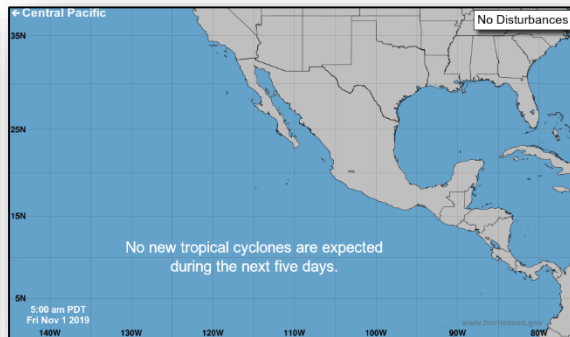 ← Central Pacific
No Disturbances
35N
25N
15N
No new tropical cyclones are expected
during the next five days.
5N
5:00 am PDT
Fri Nov 1 2019
www.hurricanes.gov
140W
130W
120W
110W
100W
90W
80W